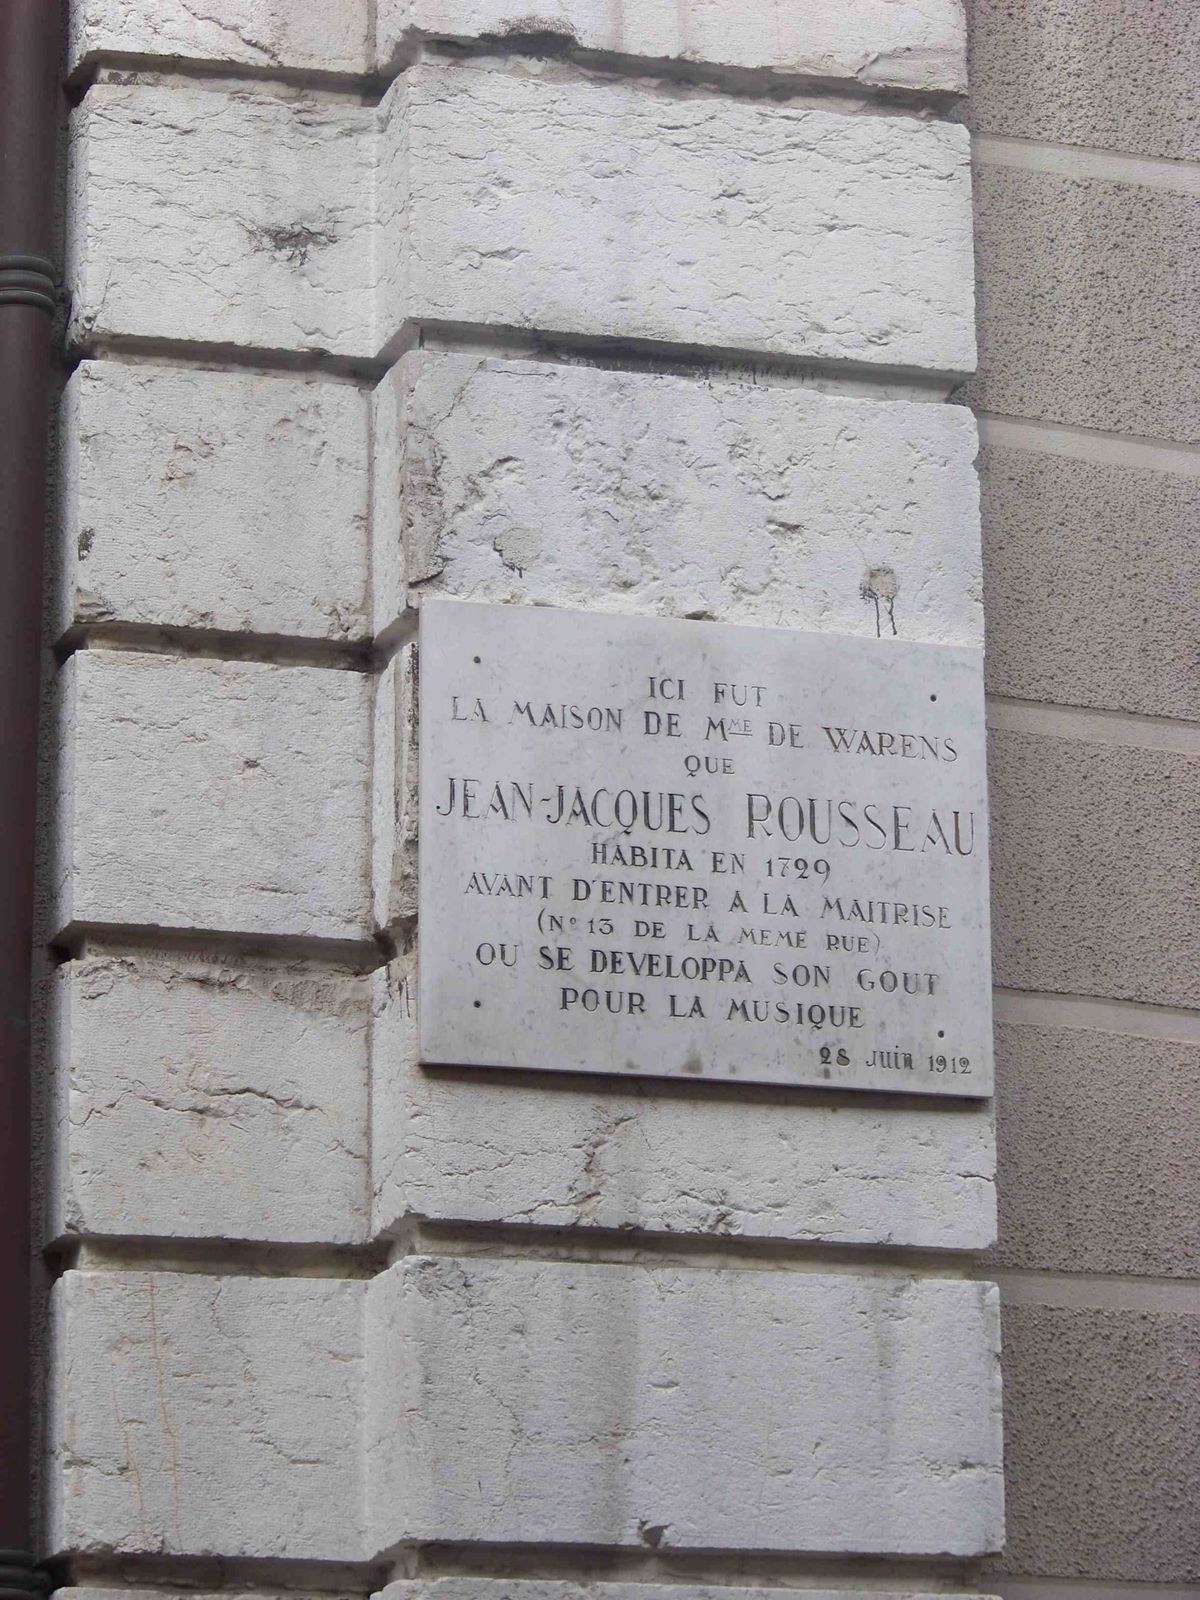 ICI FUT
LA MAISON DE MME DE WARENS
QUE
JEAN-JACQUES ROUSSEAU
HABITA EN 1729
AVANT D'ENTRER A LA MAITRISE
(N° 13 DE LA MEME RUE)
OU SE DEVELOPPA SON GOUT
POUR LA MUSIQUE
28 Juin 1912